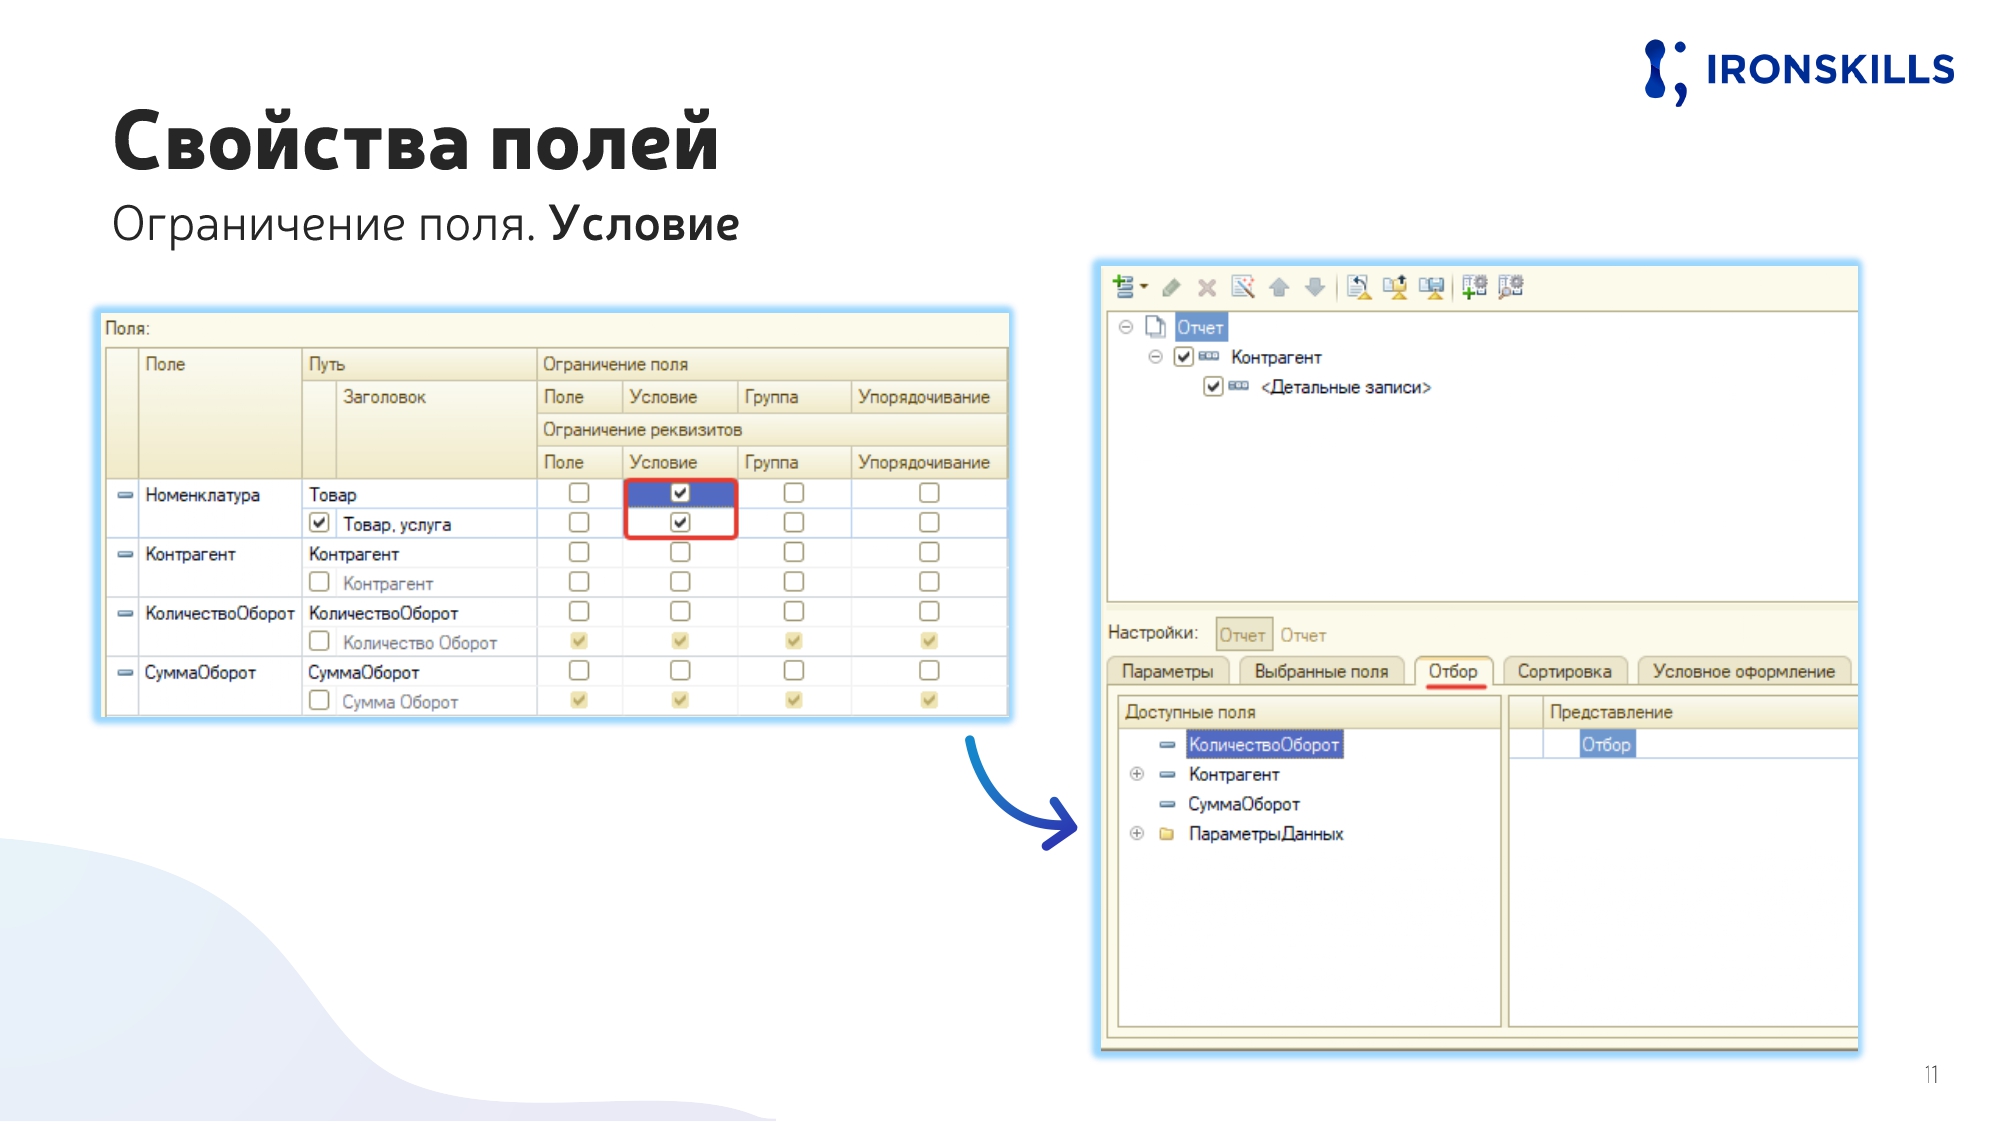 IRONSKILLS
Свойства полей
Ограничение поля. Условие
Поля:
Поле Путь Ограничение поля
Заголовок Поле Условие Группа Упорядочивание
Ограничение реквизитов
Поле Условие Группа Упорядочивание
Номенклатура Товар
Товар, услуга
Контрагент Контрагент
Контрагент
КоличествоОборот КоличествоОборот
Количество Оборот
СуммаОборот СуммаОборот
Сумма Оборот
Отчет
Контрагент
<Детальные записи>
Настройки: Отчет Отчет
Параметры Выбранные поля Отбор Сортировка Условное оформление
Доступные поля Представление
КоличествоОборот Отбор
Контрагент
СуммаОборот
ПараметрыДанных
11